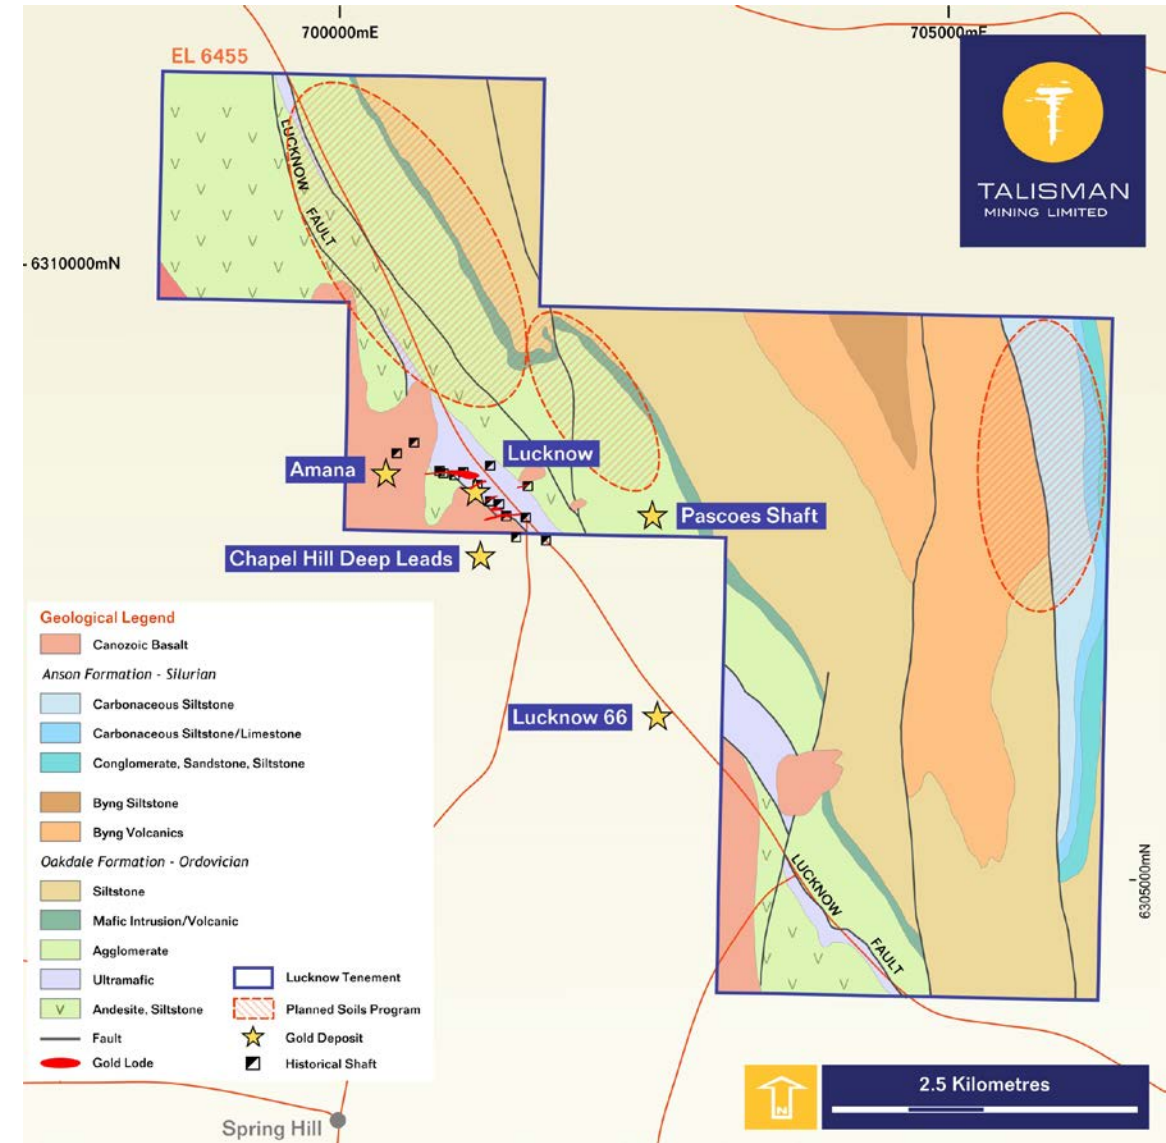 700000mE
705000mE
EL 6455
TALISMAN
MINING LIMITED
LUCKNOW
FAULT
6310000mN
Lucknow
Amana
Pascoes Shaft
Chapel Hill Deep Leads
Lucknow 66
Geological Legend
Canozoic Basalt
Anson Formation - Silurian
Carbonaceous Siltstone
Carbonaceous Siltstone/Limestone
Conglomerate, Sandstone, Siltstone
Byng Siltstone
Byng Volcanics
Oakdale Formation - Ordovician
Siltstone
Mafic Intrusion/Volcanic
Agglomerate
Ultramafic
Andesite, Siltstone
Fault
Gold Lode
Lucknow Tenement
Planned Soils Program
Gold Deposit
Historical Shaft
LUCKNOW
FAULT
6305000mN
N
2.5 Kilometres
Spring Hill